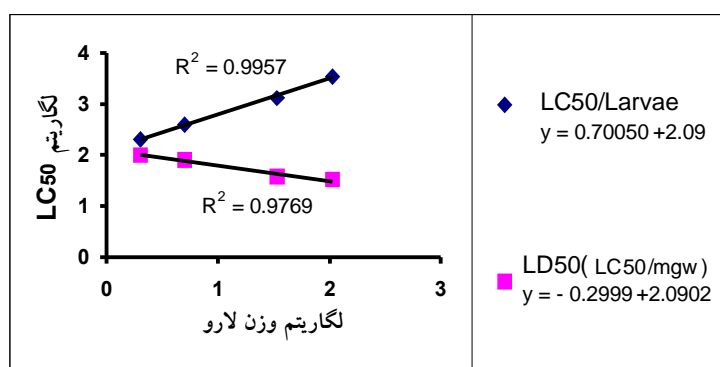 4
3
2
1
0
0
1
2
3
لگاریتم LC50
لگاریتم وزن لارو
R² = 0.9957
R² = 0.9769
LC50/Larvae
y = 0.70050 +2.09
LD50( LC50/mgw)
y = - 0.2999 +2.0902